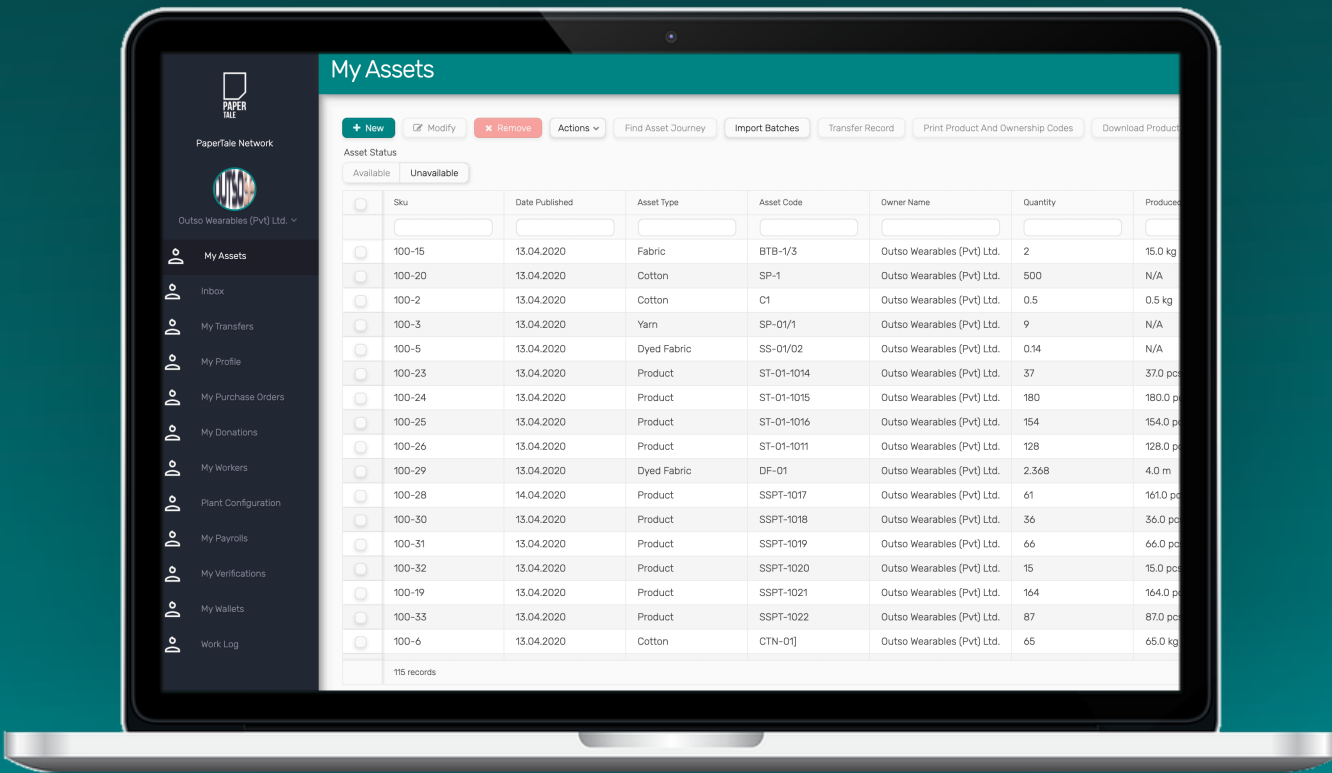 My Assets
PAPER
TALE
PaperTale Network
OUTSO
Outso Wearables (Pvt) Ltd.
My Assets
Inbox
My Transfers
My Profile
My Purchase Orders
My Donations
My Workers
Plant Configuration
My Payrolls
My Verifications
My Wallets
Work Log
+ New Modify × Remove Actions Find Asset Journey Import Batches Transfer Record Print Product And Ownership Codes Download Product
Asset Status
Available Unavailable
Sku Date Published Asset Type Asset Code Owner Name Quantity Produced
100-15 13.04.2020 Fabric BTB-1/3 Outso Wearables (Pvt) Ltd. 2 15.0 kg
100-20 13.04.2020 Cotton SP-1 Outso Wearables (Pvt) Ltd. 500 N/A
100-2 13.04.2020 Cotton C1 Outso Wearables (Pvt) Ltd. 0.5 0.5 kg
100-3 13.04.2020 Yarn SP-01/1 Outso Wearables (Pvt) Ltd. 9 N/A
100-5 13.04.2020 Dyed Fabric SS-01/02 Outso Wearables (Pvt) Ltd. 0.14 N/A
100-23 13.04.2020 Product ST-01-1014 Outso Wearables (Pvt) Ltd. 37 37.0 pcs
100-24 13.04.2020 Product ST-01-1015 Outso Wearables (Pvt) Ltd. 180 180.0 pc
100-25 13.04.2020 Product ST-01-1016 Outso Wearables (Pvt) Ltd. 154 154.0 pc
100-26 13.04.2020 Product ST-01-1011 Outso Wearables (Pvt) Ltd. 128 128.0 pc
100-29 13.04.2020 Dyed Fabric DF-01 Outso Wearables (Pvt) Ltd. 2.368 4.0 m
100-28 14.04.2020 Product SSPT-1017 Outso Wearables (Pvt) Ltd. 61 161.0 pc
100-30 13.04.2020 Product SSPT-1018 Outso Wearables (Pvt) Ltd. 36 36.0 pc
100-31 13.04.2020 Product SSPT-1019 Outso Wearables (Pvt) Ltd. 66 66.0 pc
100-32 13.04.2020 Product SSPT-1020 Outso Wearables (Pvt) Ltd. 15 15.0 pcs
100-19 13.04.2020 Product SSPT-1021 Outso Wearables (Pvt) Ltd. 164 164.0 pc
100-33 13.04.2020 Product SSPT-1022 Outso Wearables (Pvt) Ltd. 87 87.0 pcs
100-6 13.04.2020 Cotton CTN-01] Outso Wearables (Pvt) Ltd. 65 65.0 kg
115 records